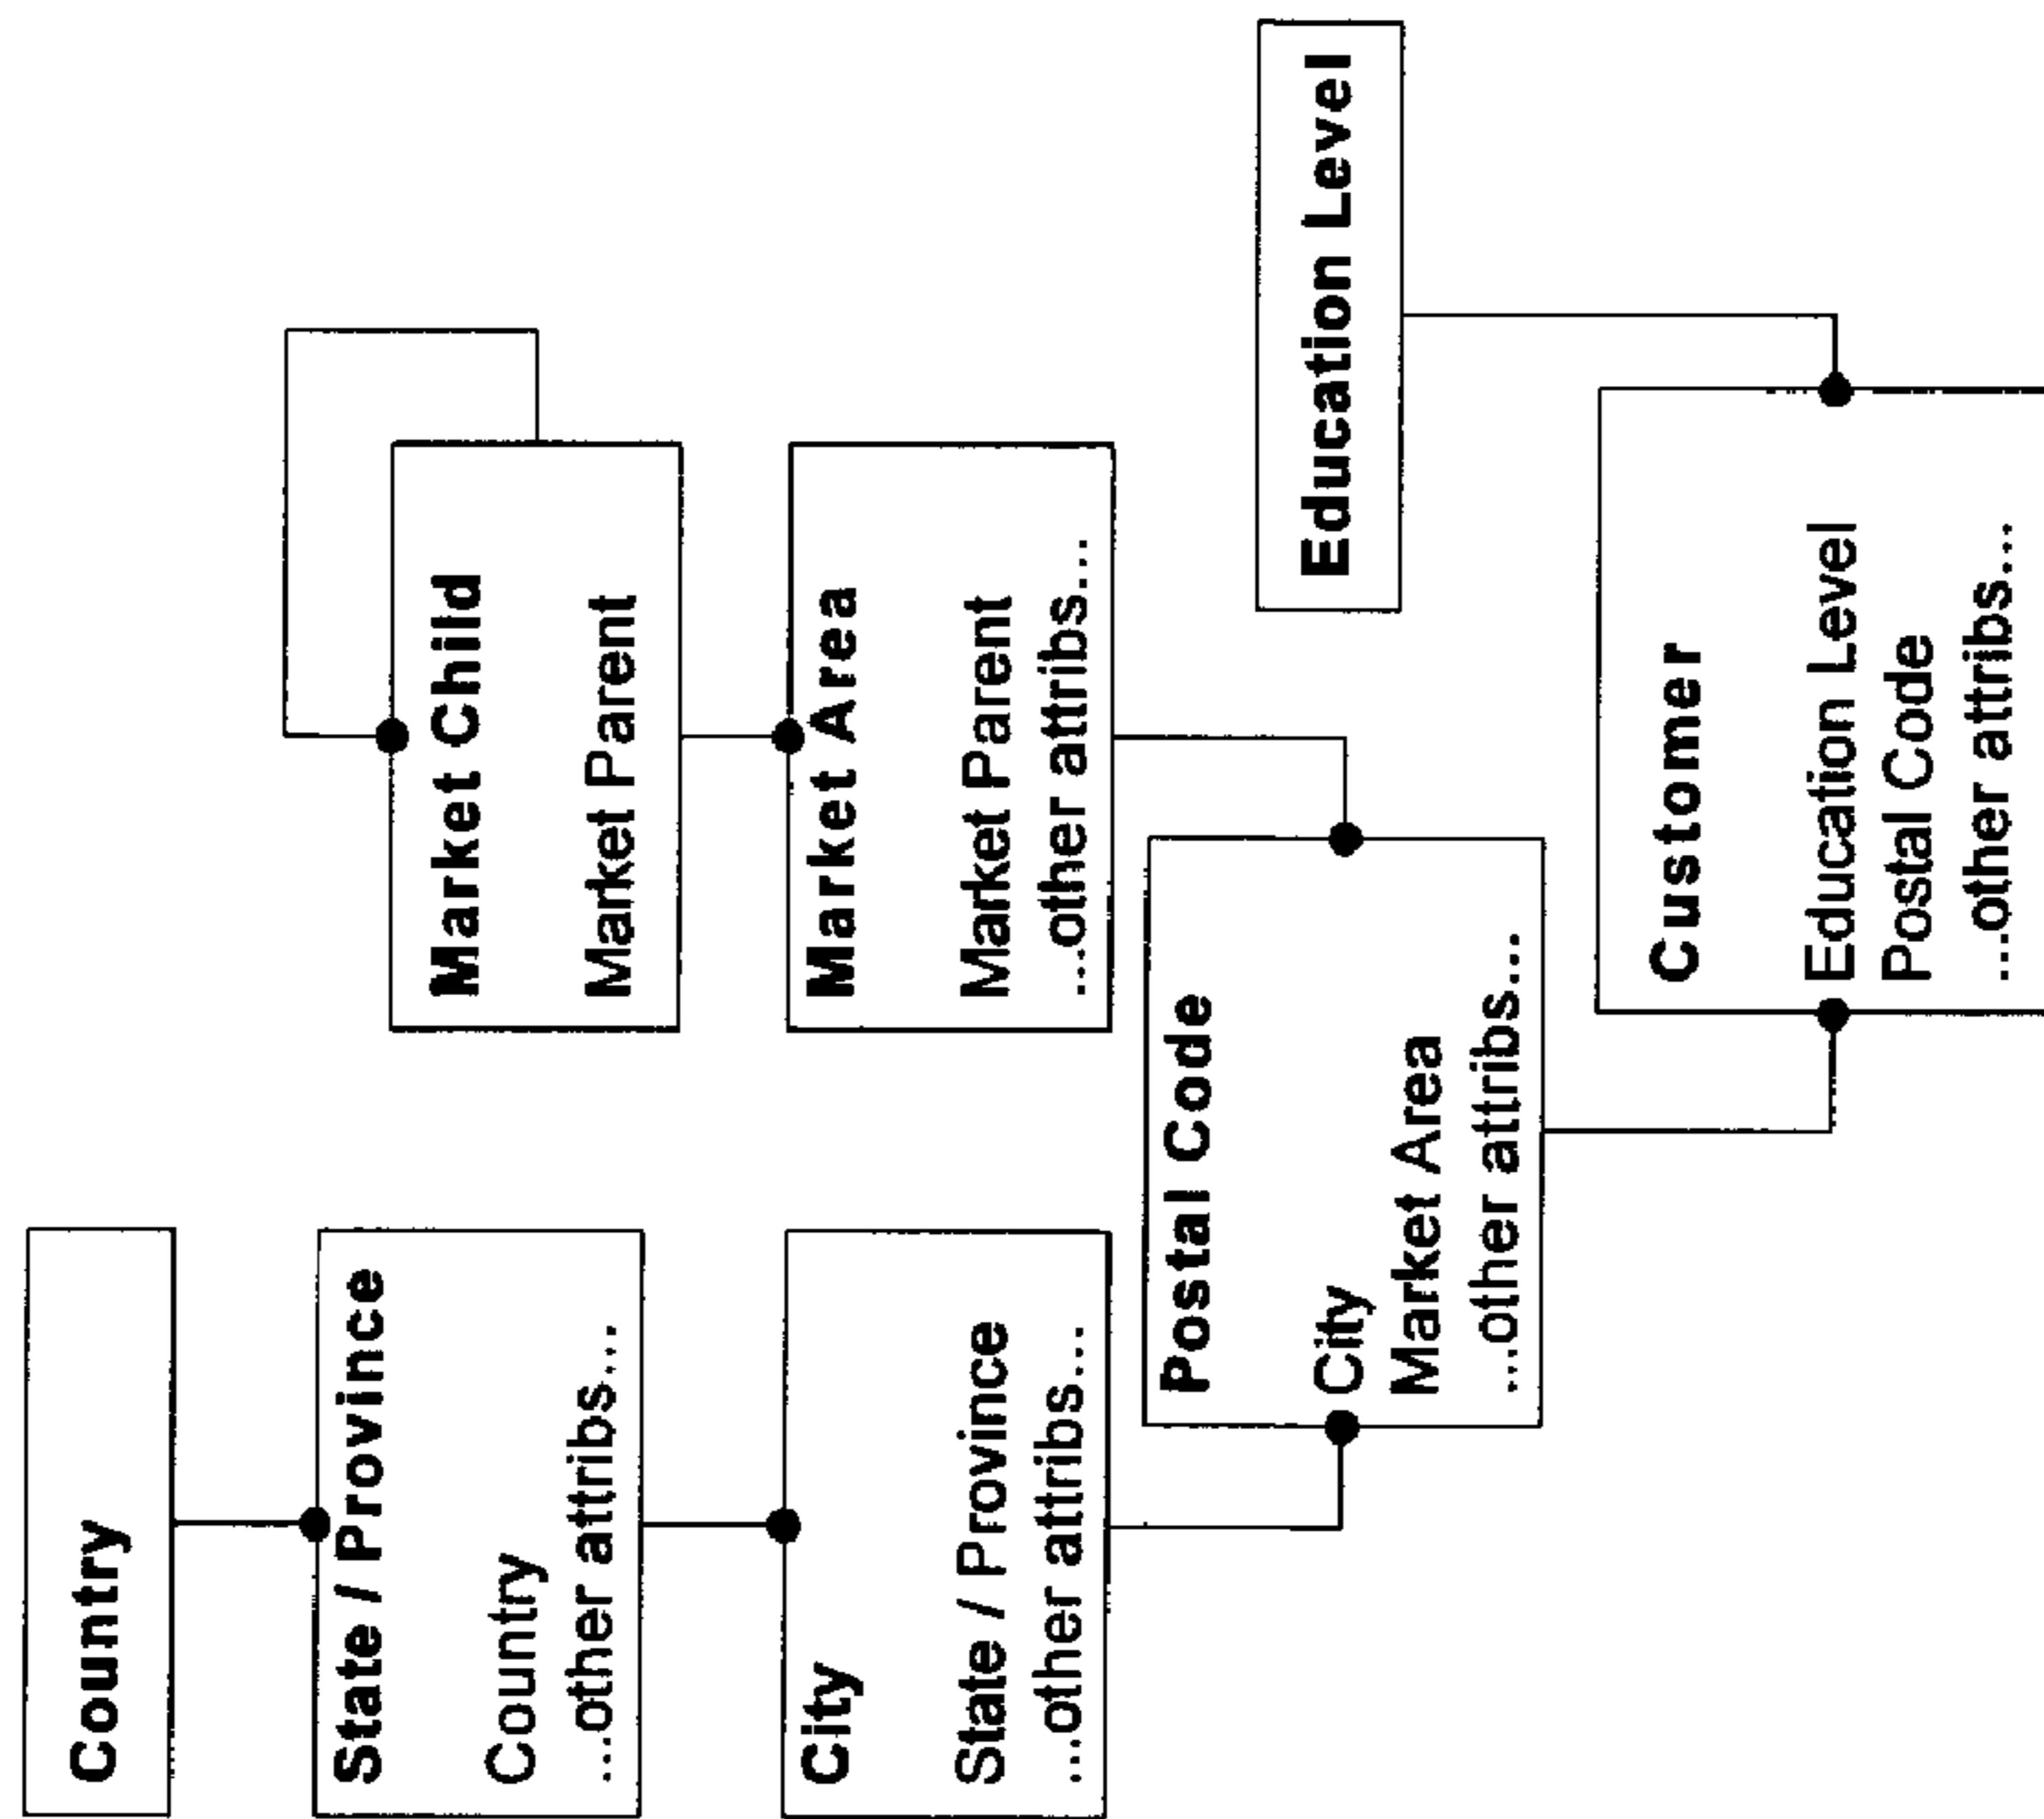 Country
State / Province
Country
...other attribs...
City
State / Province
...other attribs...
Market Child
Market Parent
Market Area
Market Parent
...other attribs...
Postal Code
City
Market Area
...other attribs...
Education Level
Customer
Education Level
Postal Code
...other attribs...